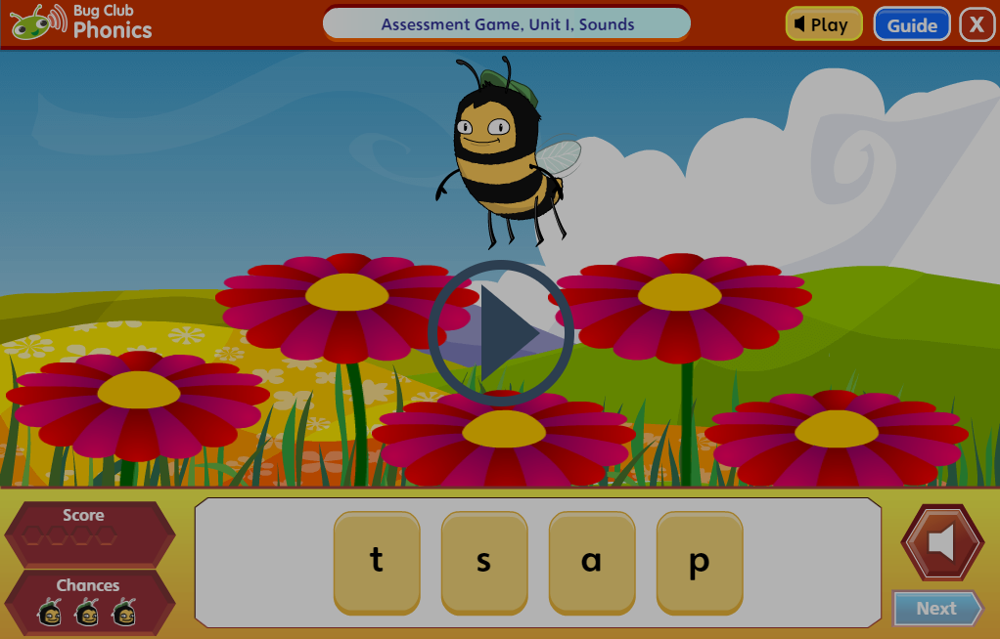 Bug Club
Phonics
Assessment Game, Unit 1, Sounds
Play
Guide
X
Score
Chances
t s a p
Next